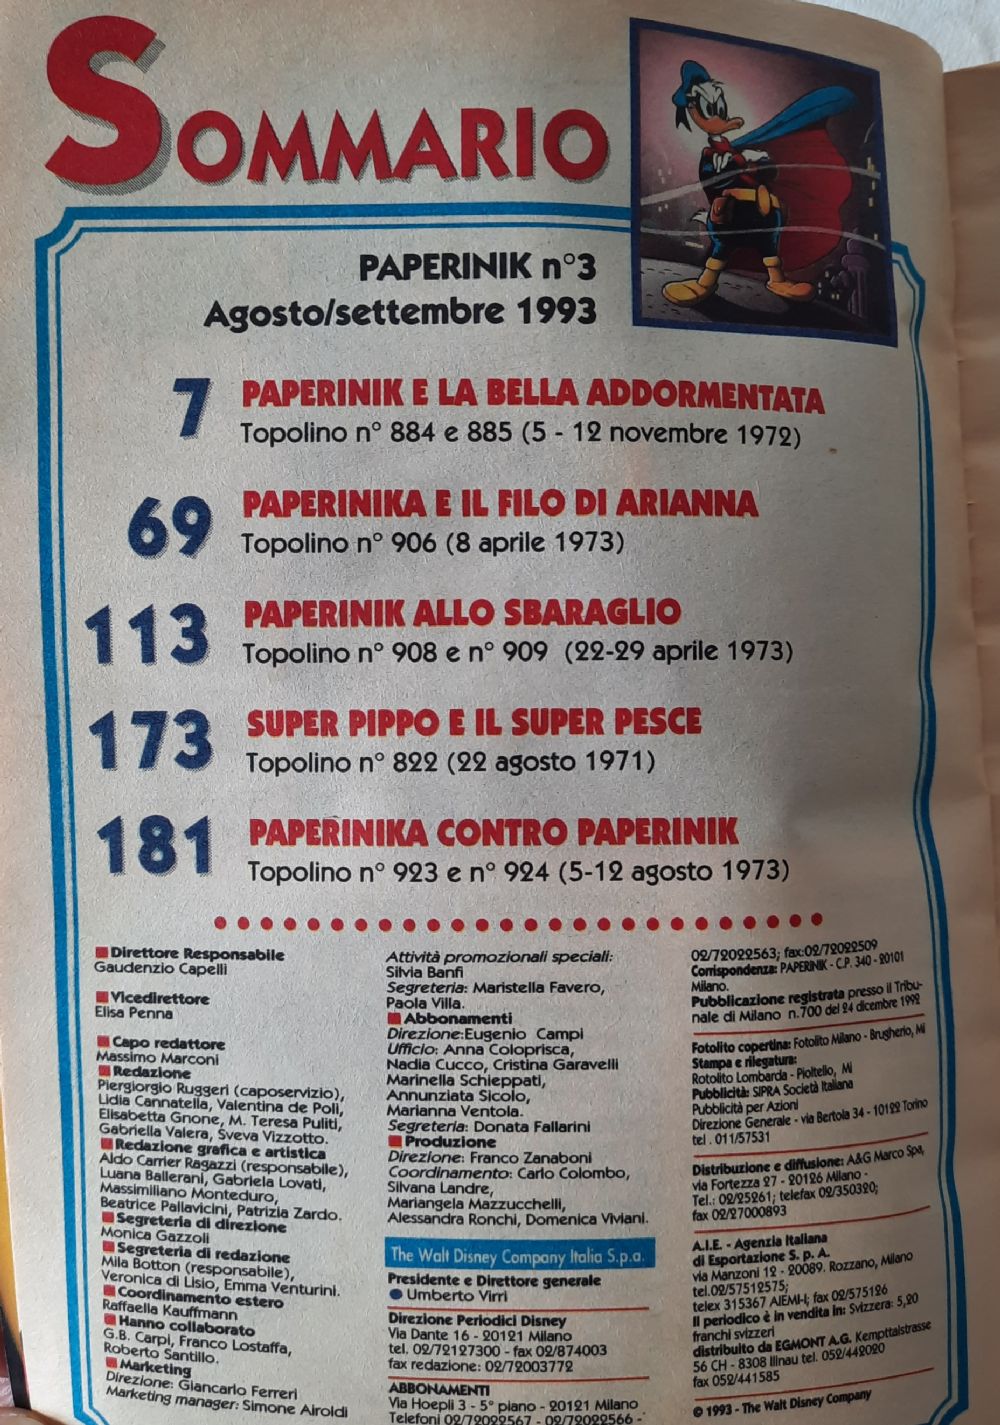 SOMMARIO
PAPERINIK n°3
Agosto/settembre 1993
7 PAPERINIK E LA BELLA ADDORMENTATA
Topolino n° 884 e 885 (5 - 12 novembre 1972)
69 PAPERINIKA E IL FILO DI ARIANNA
Topolino n° 906 (8 aprile 1973)
113 PAPERINIK ALLO SBARAGLIO
Topolino n° 908 e n° 909 (22-29 aprile 1973)
173 SUPER PIPPO E IL SUPER PESCE
Topolino n° 822 (22 agosto 1971)
181 PAPERINIKA CONTRO PAPERINIK
Topolino n° 923 e n° 924 (5-12 agosto 1973)
Direttore Responsabile
Gaudenzio Capelli
Vicedirettore
Elisa Penna
Capo redattore
Massimo Marconi
Redazione
Piergiorgio Ruggeri (caposervizio),
Lidia Cannatella, Valentina de Poli,
Elisabetta Gnone, M. Teresa Puliti,
Gabriella Valera, Sveva Vizzotto.
Redazione grafica e artistica
Aldo Carrier Ragazzi (responsabile),
Luana Ballerani, Gabriela Lovati,
Massimiliano Monteduro,
Beatrice Pallavicini, Patrizia Zardo.
Segreteria di direzione
Monica Gazzoli
Segreteria di redazione
Mila Botton (responsabile),
Veronica di Lisio, Emma Venturini.
Coordinamento estero
Raffaella Kauffmann
Hanno collaborato
G.B. Carpi, Franco Lostaffa,
Roberto Santillo.
Marketing
Direzione: Giancarlo Ferreri
Marketing manager: Simone Airoldi
Attività promozionali speciali:
Silvia Banfi
Segreteria: Maristella Favero,
Paola Villa.
Abbonamenti
Direzione:Eugenio Campi
Ufficio: Anna Coloprisca,
Nadia Cucco, Cristina Garavelli
Marinella Schieppati,
Annunziata Sicolo,
Marianna Ventola.
Segreteria: Donata Fallarini
Produzione
Direzione: Franco Zanaboni
Coordinamento: Carlo Colombo,
Silvana Landre,
Mariangela Mazzucchelli,
Alessandra Ronchi, Domenica Viviani.
The Walt Disney Company Italia S.p.a.
Presidente e Direttore generale
Umberto Virri
Direzione Periodici Disney
Via Dante 16 - 20121 Milano
tel. 02/72127300 - fax 02/874003
fax redazione: 02/72003772
ABBONAMENTI
Via Hoepli 3 - 5° piano - 20121 Milano
Telefoni 02/72022567 - 02/72022566 -
02/72022563; fax:02/72022509
Corrispondenza: PAPERINIK - C.P. 340 - 20101
Milano.
Pubblicazione registrata presso il Tribu-
nale di Milano n.700 del 24 dicembre 1992
Fotolito copertina: Fotolito Milano - Brugherio, Mi
Stampa e rilegatura:
Rotolito Lombarda - Pioltello, Mi
Pubblicità: SIPRA Società Italiana
Pubblicità per Azioni
Direzione Generale - via Bertola 34 - 10122 Torino
tel . 011/57531
Distribuzione e diffusione: A&G Marco Spa,
via Fortezza 27 - 20126 Milano -
Tel.: 02/25261; telefax 02/350320;
fax 02/27000893
A.I.E. - Agenzia Italiana
di Esportazione S. p. A.
via Manzoni 12 - 20089. Rozzano, Milano
tel.02/57512575;
telex 315367 AIEMI-I; fax 02/575126
Il periodico è in vendita in: Svizzera: 5,20
franchi svizzeri
distribuito da EGMONT A.G. Kempttalstrasse
56 CH - 8308 Illnau tel. 052/442020
fax 052/441585
© 1993 - The Walt Disney Company